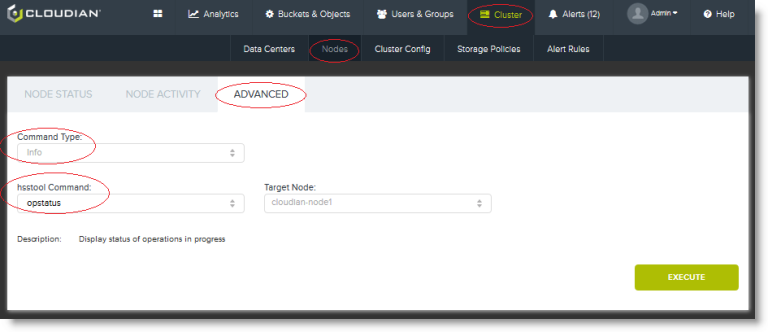 CLOUDIAN Analytics Buckets & Objects Users & Groups Cluster Alerts (12) Admin Help
Data Centers Nodes Cluster Config Storage Policies Alert Rules
NODE STATUS NODE ACTIVITY ADVANCED
Command Type:
Info
hsstool Command: Target Node:
opstatus cloudian-node1
Description: Display status of operations in progress
EXECUTE